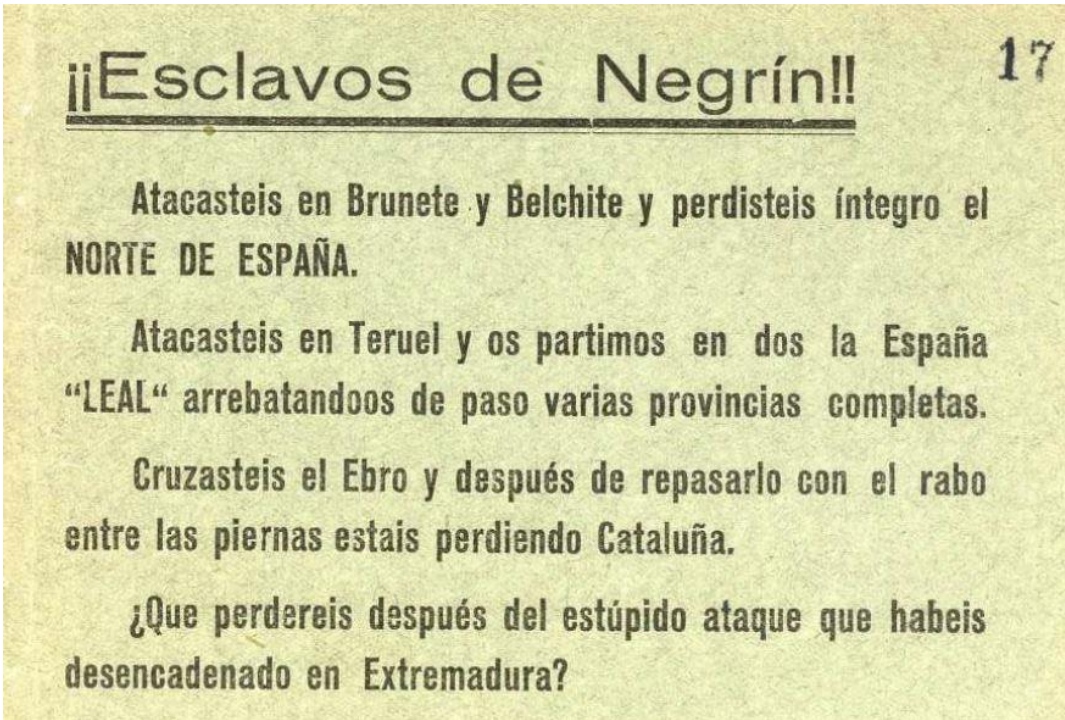 ¡¡Esclavos de Negrín!!
17
Atacasteis en Brunete y Belchite y perdisteis íntegro el
NORTE DE ESPAÑA.
Atacasteis en Teruel y os partimos en dos la España
“LEAL“ arrebatandoos de paso varias provincias completas.
Cruzasteis el Ebro y después de repasarlo con el rabo
entre las piernas estais perdiendo Cataluña.
¿Que perdereis después del estúpido ataque que habeis
desencadenado en Extremadura?